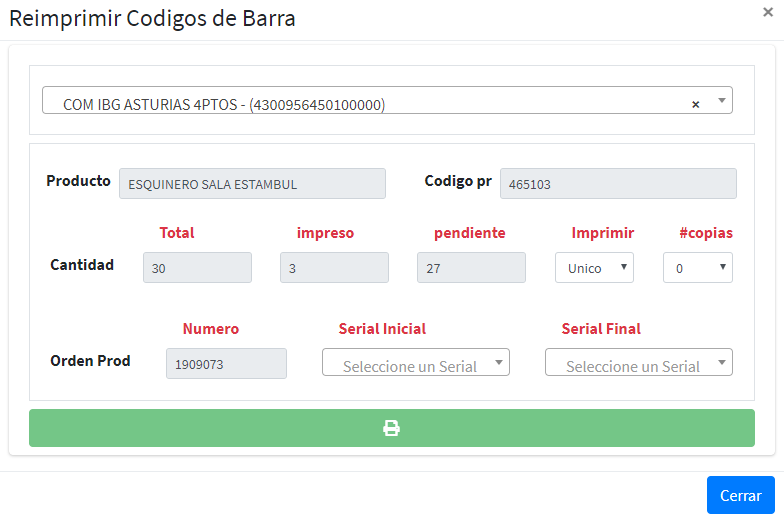 Reimprimir Codigos de Barra
×
COM IBG ASTURIAS 4PTOS - (4300956450100000) ×
Producto ESQUINERO SALA ESTAMBUL Codigo pr 465103
Total impreso pendiente Imprimir #copias
Cantidad 30 3 27 Unico 0
Numero Serial Inicial Serial Final
Orden Prod 1909073 Seleccione un Serial Seleccione un Serial
Cerrar